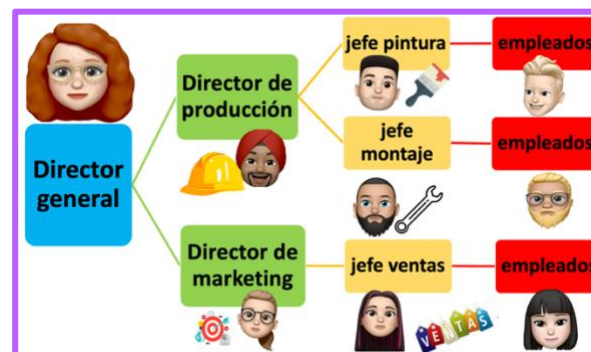 Director
general
Director de
producción
Director de
marketing
jefe pintura
jefe
montaje
jefe ventas
empleados
empleados
empleados
VENTAS